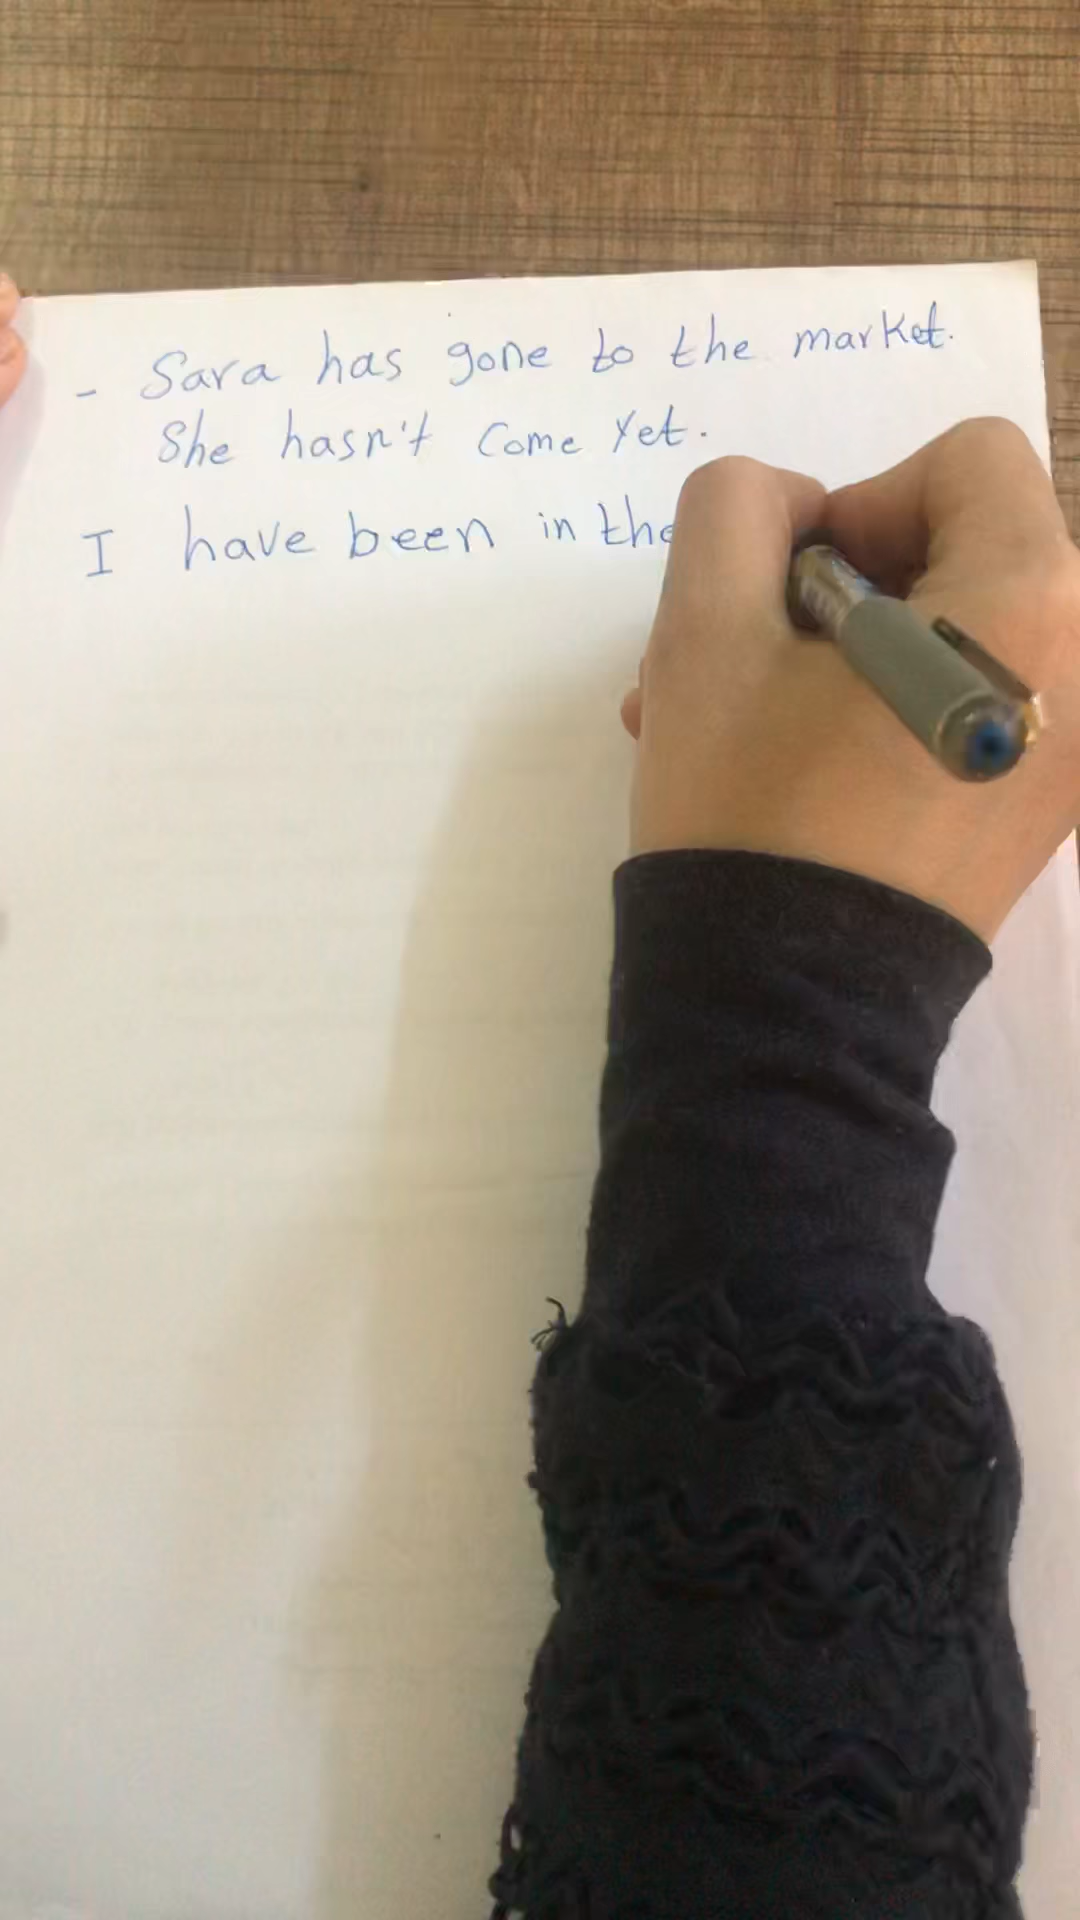 - Sara has gone to the market.
She hasn't come yet.
I have been in the